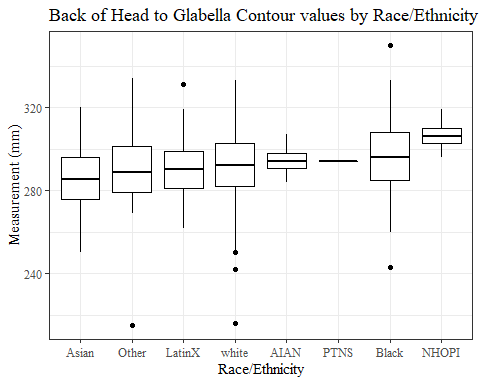 Back of Head to Glabella Contour values by Race/Ethnicity
Measurement (mm)
320
280
240
Asian Other LatinX white AIAN PTNS Black NHOPI
Race/Ethnicity